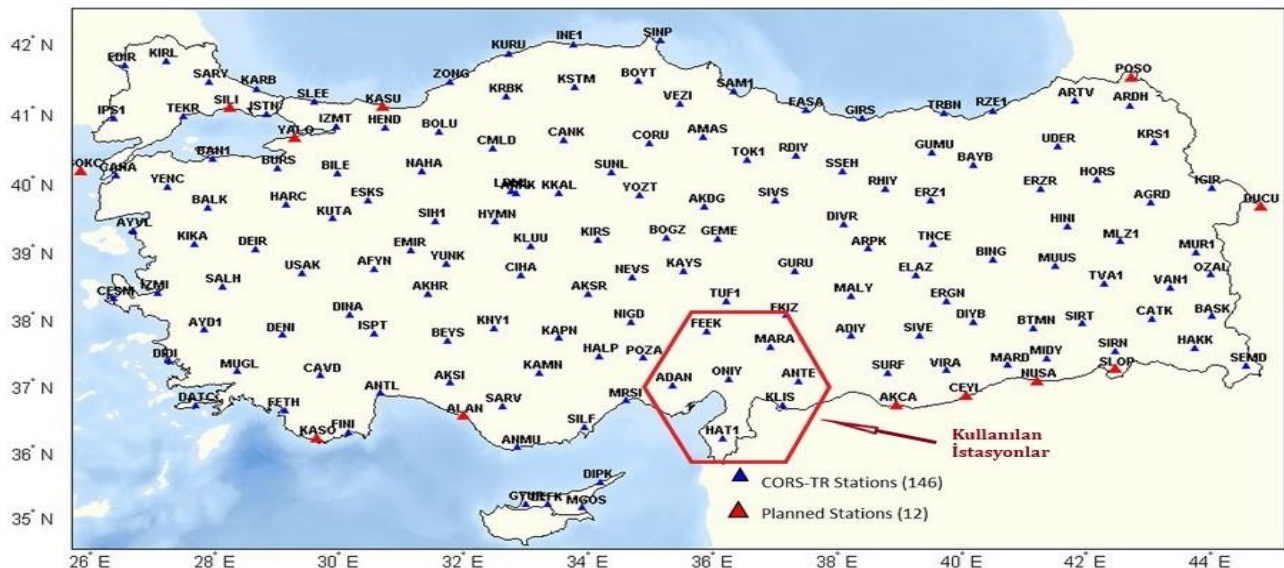 42° N
41° N
40° N
39° N
38° N
37° N
36° N
35° N
26° E
28° E
30° E
32° E
34° E
36° E
38° E
40° E
42° E
44° E
EDIR KIRL
SARY KARB
IPS1 TEKR SILI ISTN
SLEE KASU ZONG
KURU INE1 SINP
YALO IZMT HEND BOLU
KRBK KSTM BOYT VEZI SAM1
EASA GIRS TRBN RZE1
ARTV POSO ARDH
CMLD CANK CORU AMAS TOK1 RDIY
SSEH GUMU BAYB UDER KRS1
CAHA BAN1 BURS BILE NAHA
YENC BALK HARC KUTA ESKS
SUNL KKAL YOZT AKDG SIVS
RHIY ERZ1 ERZR HORS AGRD IGIR
AYVL KIKA DEIR SIH1 HYMN
EMIR YUNK KLUU KIRS BOGZ GEME
DIVR ARPK TNCE BING HINI MLZ1 MUR1
SALH USAK AFYN AKHR CIHA AKSR NEVS KAYS
GURU MALY ELAZ ERGN MUUS TVA1 VAN1 OZAL
CESM IZMI AYD1 DENI DINA ISPT BEYS KNY1 KAPN NIGD
TUF1 EKIZ FEEK MARA ADIY SIVE DIYB BTMN SIRT CATK BASK
DIDI MUGL CAVD AKSI KAMN HALP POZA
ADAN ONIY ANTE SURF VIRA MARD MIDY SIRN HAKK SEMD
DATC FETH KASO FINI ANTL ALAN SARV ANMU SILF MRSI
HAT1 KLIS AKCA CEYL NUSA SLOP
DIPK MGOS
Kullanılan
İstasyonlar
CORS-TR Stations (146)
Planned Stations (12)